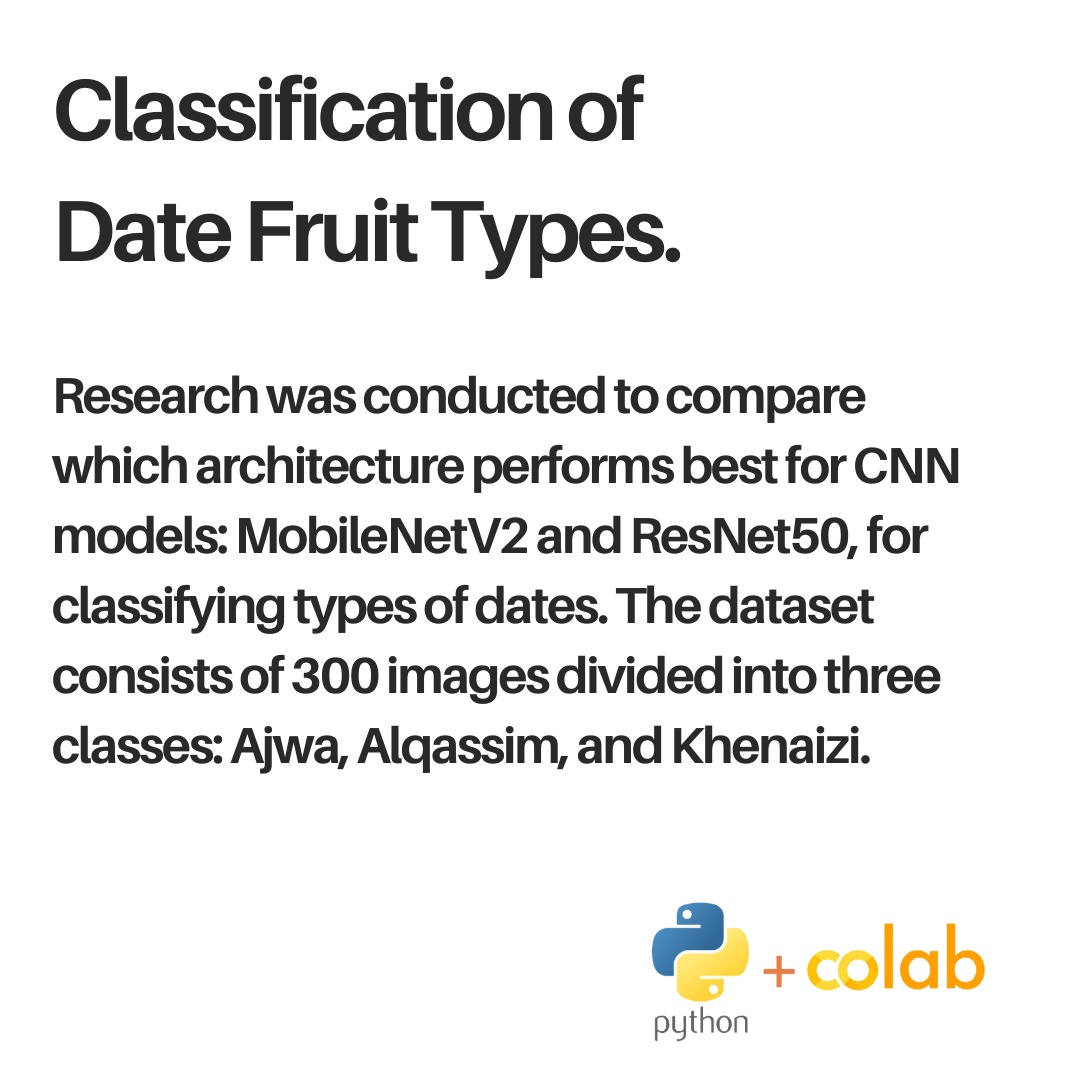 Classification of
Date Fruit Types.
Research was conducted to compare
which architecture performs best for CNN
models: MobileNetV2 and ResNet50, for
classifying types of dates. The dataset
consists of 300 images divided into three
classes: Ajwa, Alqassim, and Khenaizi.
+ colab
python